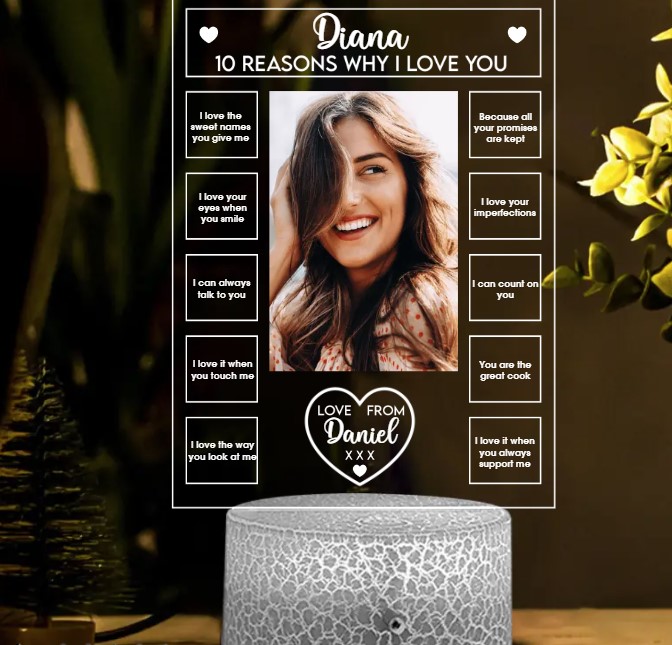 Diana
10 REASONS WHY I LOVE YOU
I love the
sweet names
you give me
I love your
eyes when
you smile
I can always
talk to you
I love it when
you touch me
I love the way
you look at me
Because all
your promises
are kept
I love your
imperfections
I can count on
you
You are the
great cook
I love it when
you always
support me
LOVE FROM
Daniel
XXX